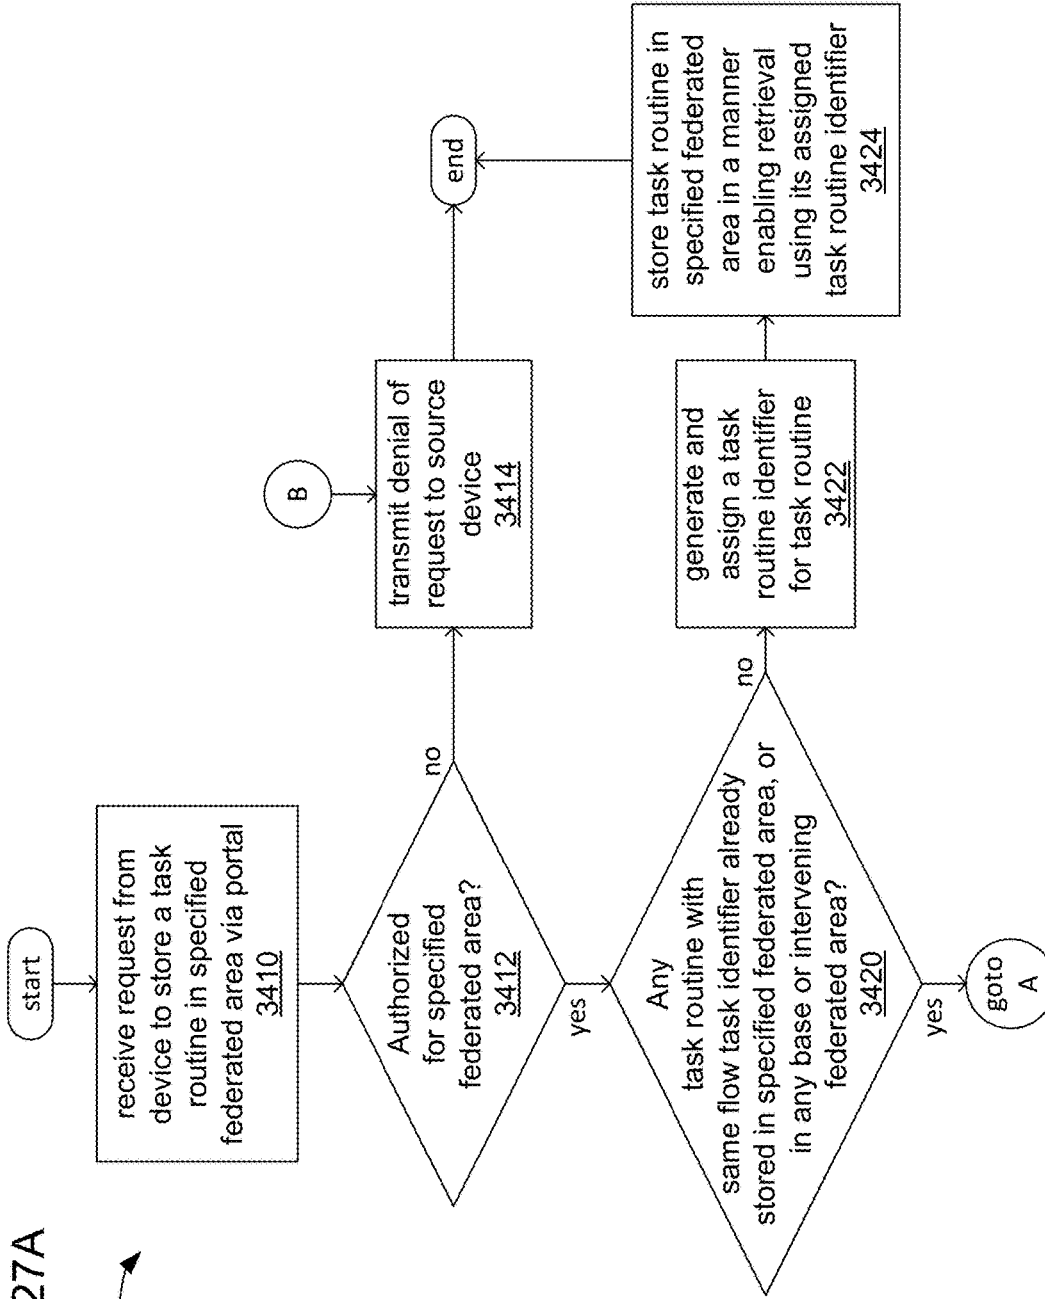 27A
start
receive request from
device to store a task
routine in specified
federated area via portal
3410
Authorized
for specified
federated area?
3412
no
yes
B
transmit denial of
request to source
device
3414
end
Any
task routine with
same flow task identifier already
stored in specified federated area, or
in any base or intervening
federated area?
3420
no
yes
generate and
assign a task
routine identifier
for task routine
3422
store task routine in
specified federated
area in a manner
enabling retrieval
using its assigned
task routine identifier
3424
goto
A